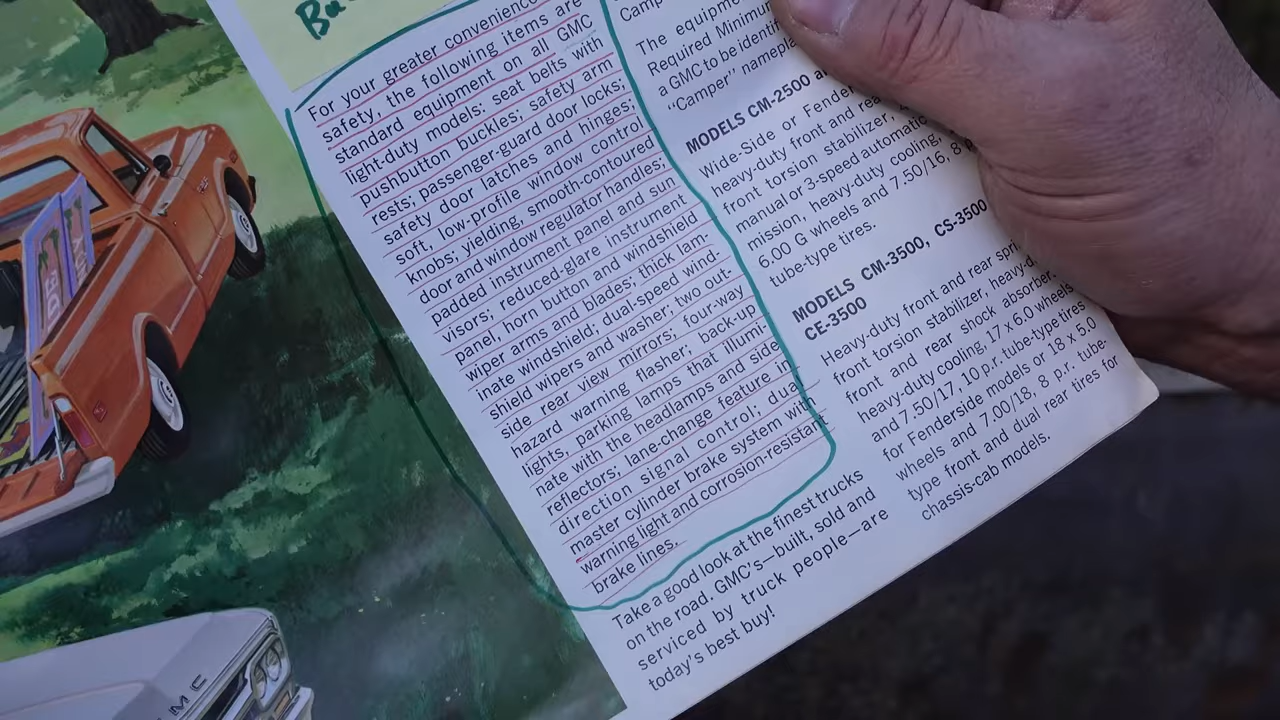 For your greater convenience
safety, the following items are
standard equipment on all GMC
light-duty models: seat belts with
pushbutton buckles; safety arm
rests; passenger-guard door locks;
safety door latches and hinges;
soft, low-profile window control
knobs; yielding, smooth-contoured
door and window regulator handles;
padded instrument panel and sun
visors; reduced-glare instrument
panel, horn button and windshield
wiper arms and blades; thick lam-
inate windshield; dual-speed wind-
shield wipers and washer; two out-
side rear view mirrors; four-way
hazard warning flasher; back-up
lights, parking lamps that illumi-
nate with the headlamps and side
reflectors; lane-change feature in
direction signal control; dual
master cylinder brake system with
warning light and corrosion-resistant
brake lines.
Take a good look at the finest trucks
on the road. GMC's—built, sold and
serviced by truck people—are
today's best buy!
The equipme
Required Minimum
a GMC to be identi
"Camper" namepla
MODELS CM-2500 a
Wide-Side or Fender
heavy-duty front and rea
front torsion stabilizer,
manual or 3-speed automatic
mission, heavy-duty cooling,
6.00 G wheels and 7.50/16, 8 p
tube-type tires.
MODELS CM-3500, CS-3500
CE-3500
Heavy-duty front and rear spri
front torsion stabilizer, heavy-d
front and rear shock absorber
heavy-duty cooling, 17 x 6.0 wheels
and 7.50/17, 10 p.r. tube-type tires
for Fenderside models or 18 x 5.0
wheels and 7.00/18, 8 p.r. tube-
type front and dual rear tires for
chassis-cab models.
GMC